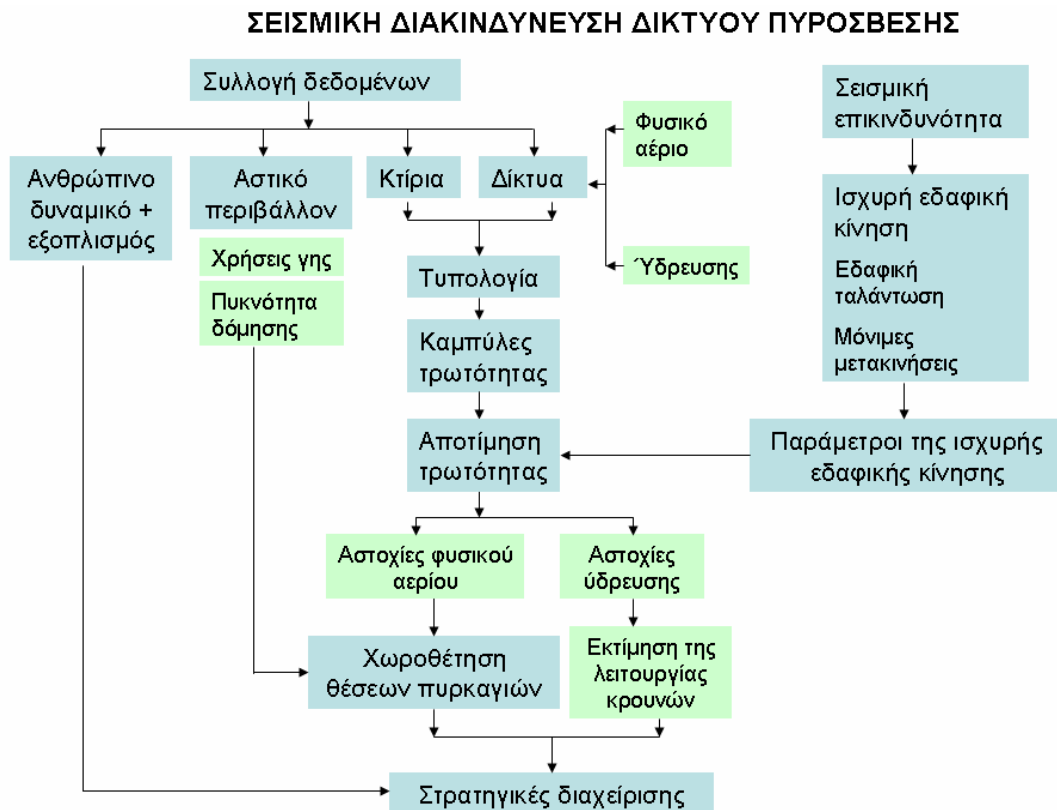 ΣΕΙΣΜΙΚΗ ΔΙΑΚΙΝΔΥΝΕΥΣΗ ΔΙΚΤΥΟΥ ΠΥΡΟΣΒΕΣΗΣ
Συλλογή δεδομένων
Σεισμική
επικινδυνότητα
Φυσικό
αέριο
Ανθρώπινο
δυναμικό +
εξοπλισμός
Αστικό
περιβάλλον
Κτίρια
Δίκτυα
Χρήσεις γης
Πυκνότητα
δόμησης
Ύδρευσης
Τυπολογία
Ισχυρή εδαφική
κίνηση
Εδαφική
ταλάντωση
Μόνιμες
μετακινήσεις
Καμπύλες
τρωτότητας
Αποτίμηση
τρωτότητας
Παράμετροι της ισχυρής
εδαφικής κίνησης
Αστοχίες φυσικού
αερίου
Αστοχίες
ύδρευσης
Χωροθέτηση
θέσεων πυρκαγιών
Εκτίμηση της
λειτουργίας
κρουνών
Στρατηγικές διαχείρισης